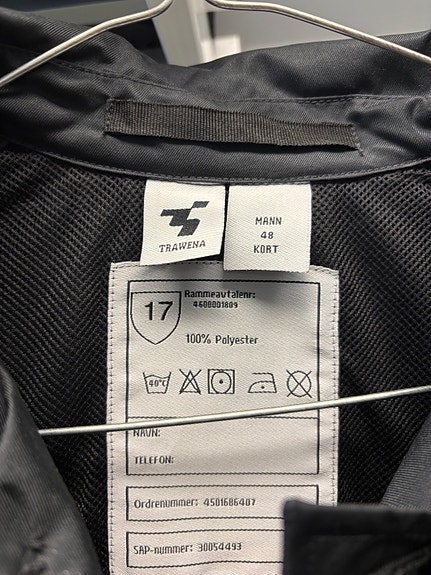 TRAWENA
MANN
48
KORT
17
Rammeavtalenr:
4600001809
100% Polyester
40°C
NAVN:
TELEFON:
Ordrenummer: 4501686407
SAP-nummer: 30054493